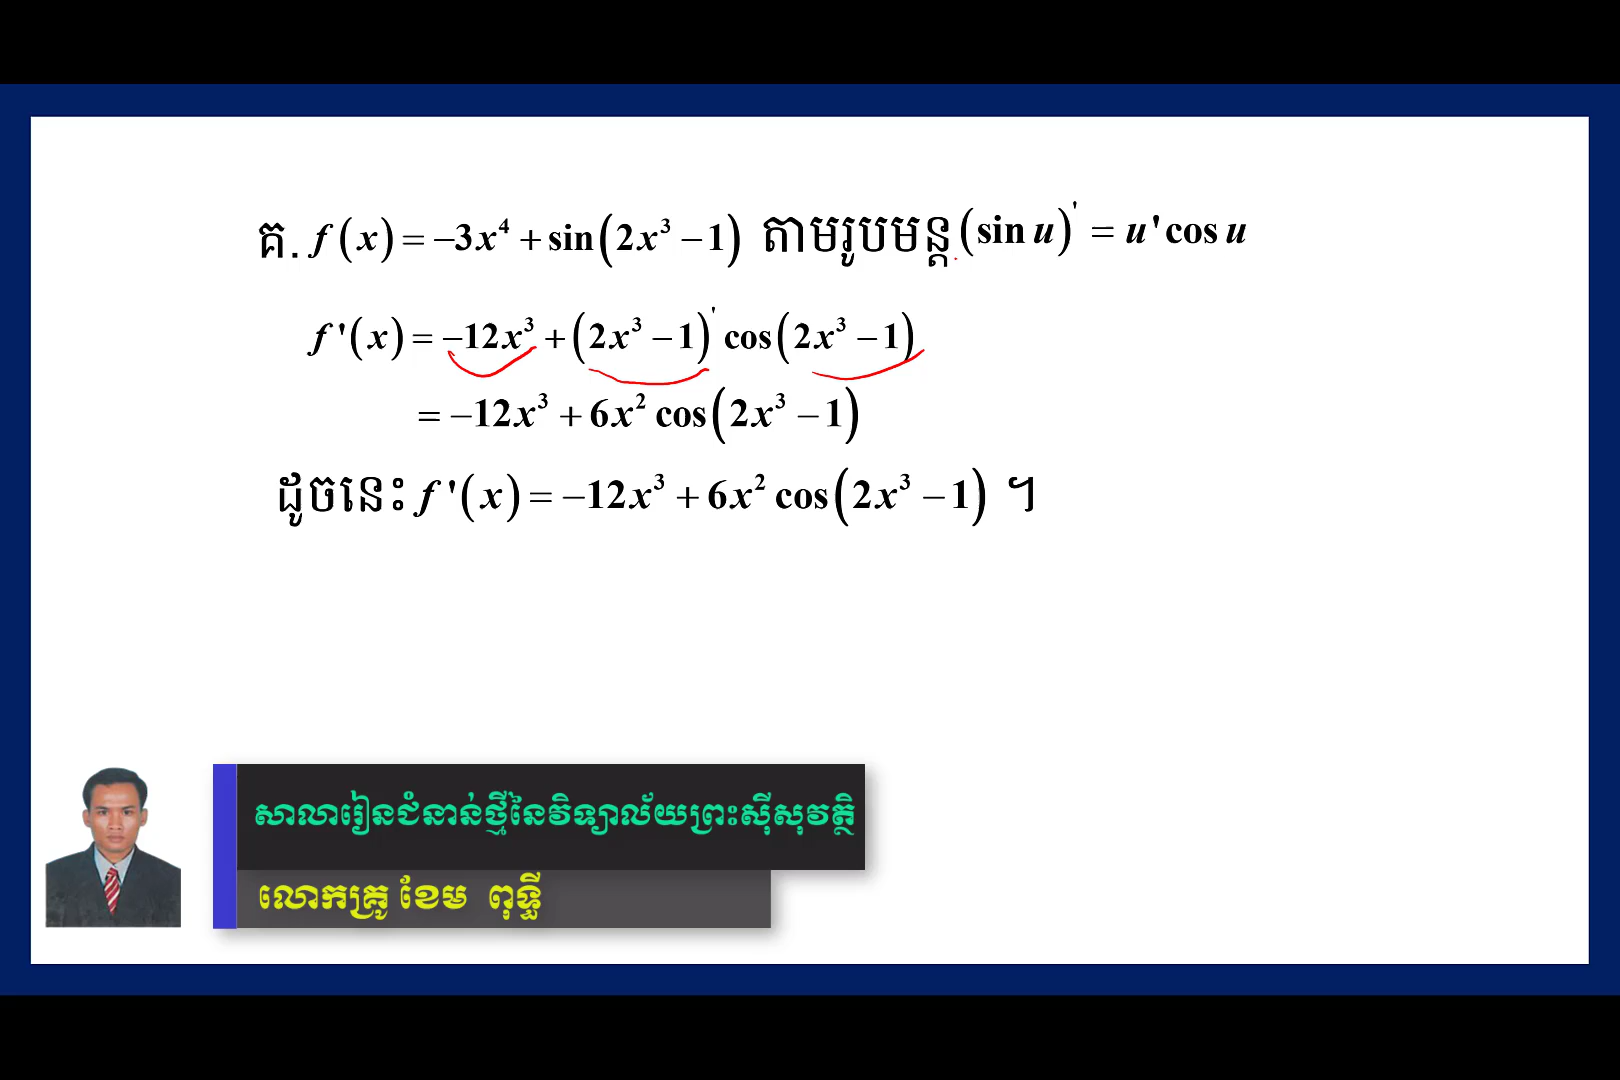 គ. f(x) = −3x⁴ + sin(2x³ − 1) តាមរូបមន្ត (sin u)' = u' cos u
f'(x) = −12x³ + (2x³ − 1)' cos(2x³ − 1)
= −12x³ + 6x² cos(2x³ − 1)
ដូចនេះ f'(x) = −12x³ + 6x² cos(2x³ − 1) ។
សាលារៀនជំនាន់ថ្មីនៃវិទ្យាល័យព្រះស៊ីសុវត្ថិ
លោកគ្រូ ខែម ពុទ្ធី